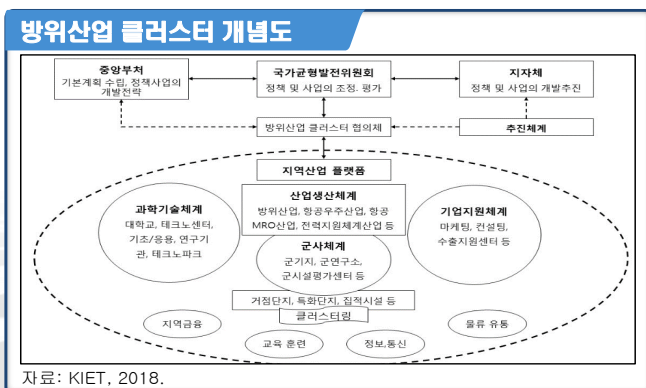 방위산업 클러스터 개념도
중앙부처
기본계획 수립, 정책사업의
개발전략
국가균형발전위원회
정책 및 사업의 조정. 평가
지자체
정책 및 사업의 개발추진
방위산업 클러스터 협의체
추진체계
지역산업 플랫폼
산업생산체계
방위산업, 항공우주산업, 항공
MRO산업, 전력지원체계산업 등
과학기술체계
대학교, 테크노센터,
기조/응용, 연구기
관, 테크노파크
기업지원체계
마케팅, 컨설팅,
수출지원센터 등
군사체계
군기지, 군연구소,
군시설평가센터 등
거점단지, 특화단지, 집적시설 등
클러스터링
지역금융
물류 유통
교육 훈련
정보,통신
자료: KIET, 2018.